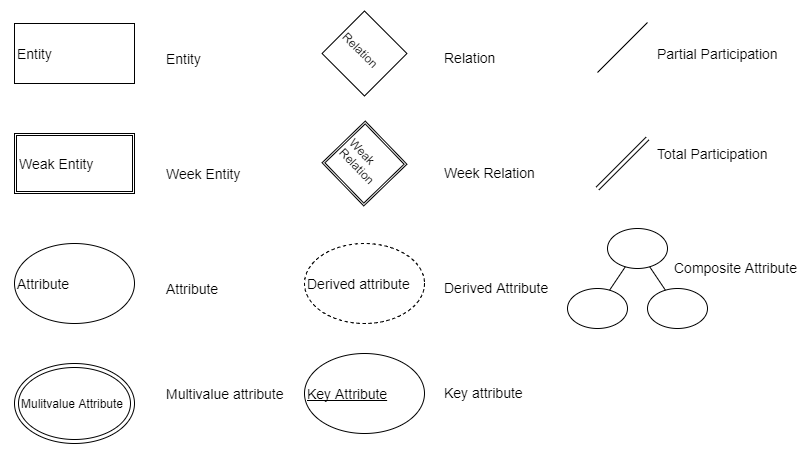 Entity
Entity
Relation
Relation
Partial Participation
Weak Entity
Week Entity
Weak
Relation
Week Relation
Total Participation
Attribute
Attribute
Derived attribute
Derived Attribute
Composite Attribute
Mulitvalue Attribute
Multivalue attribute
Key Attribute
Key attribute